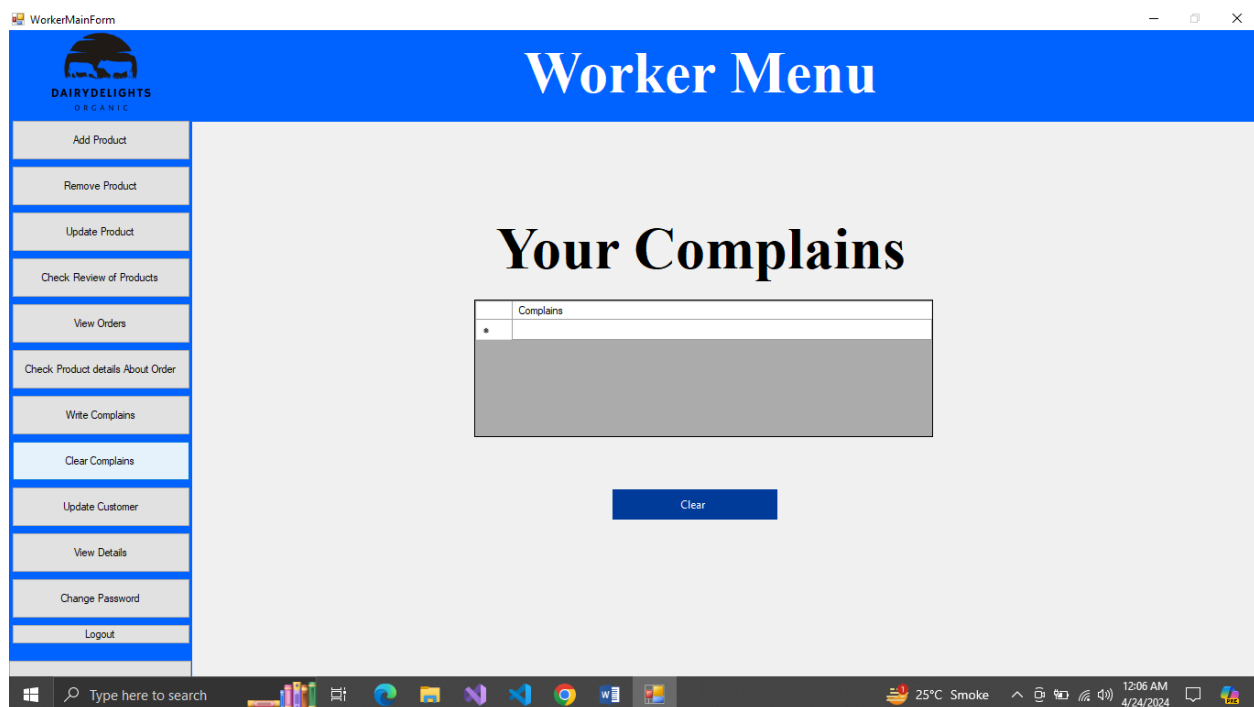 WorkerMainForm
DAIRYDELIGHTS
ORGANIC
Worker Menu
Add Product
Remove Product
Update Product
Check Review of Products
View Orders
Check Product details About Order
Write Complains
Clear Complains
Update Customer
View Details
Change Password
Logout
Your Complains
Complains
*
Clear
Type here to search
25°C Smoke
12:06 AM
4/24/2024
PRE